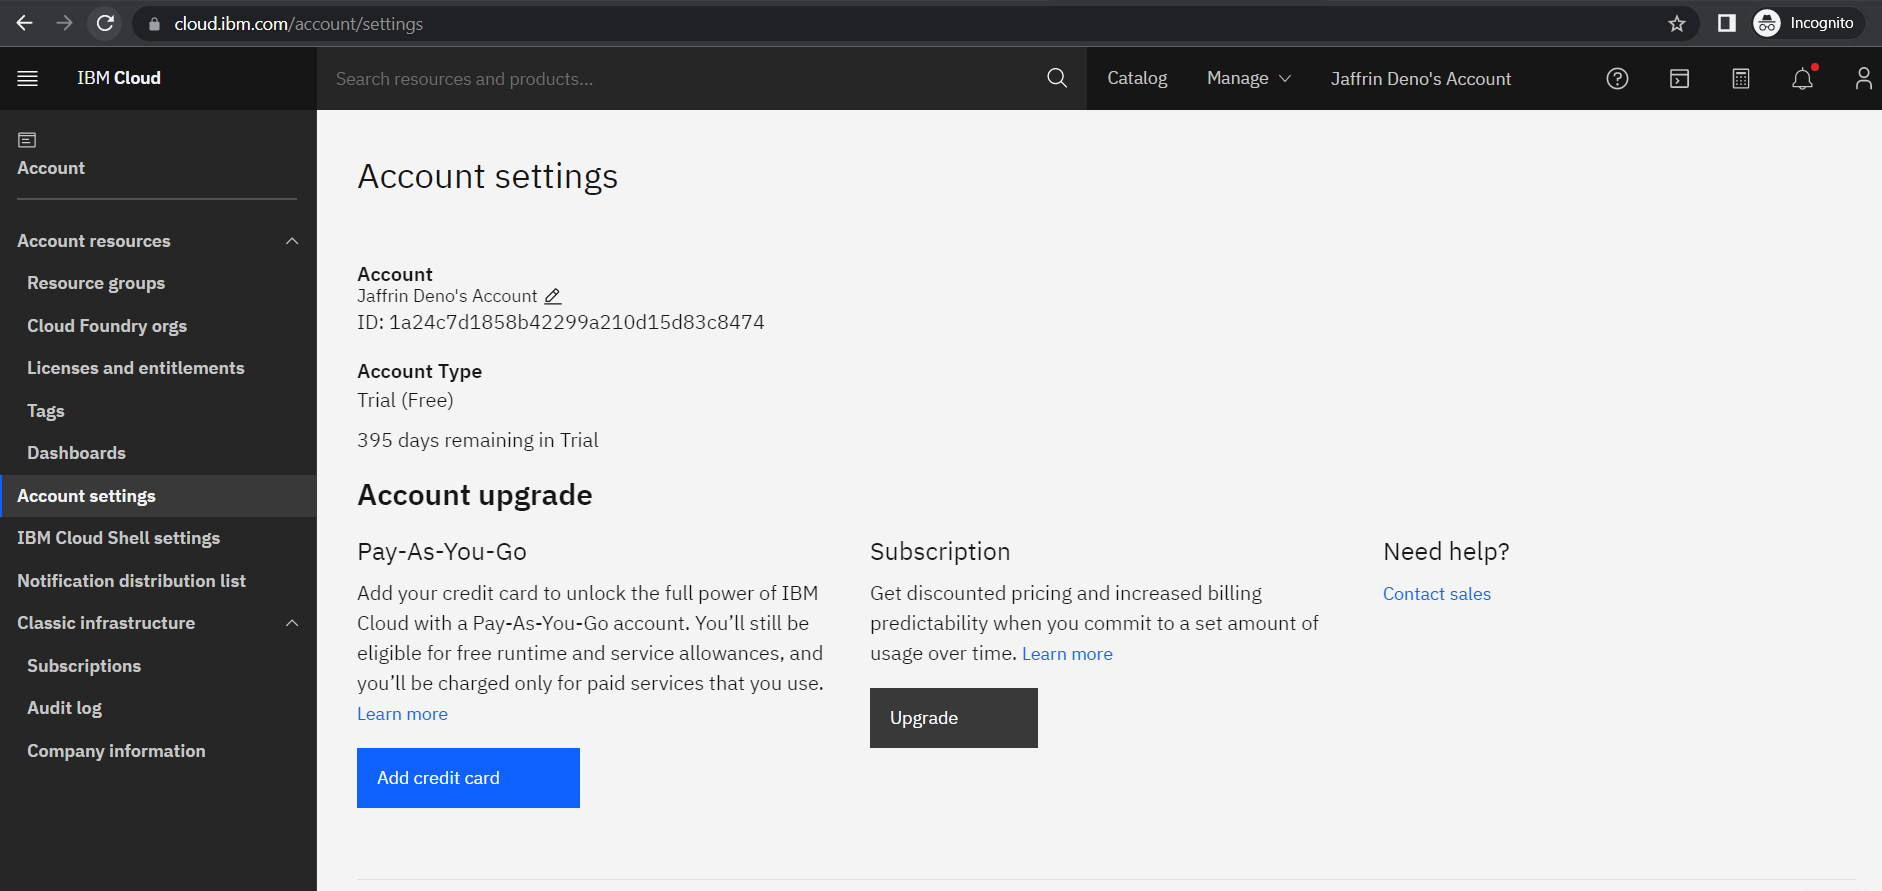 cloud.ibm.com/account/settings
Incognito
IBM Cloud
Search resources and products...
Catalog
Manage
Jaffrin Deno's Account
Account
Account resources
Resource groups
Cloud Foundry orgs
Licenses and entitlements
Tags
Dashboards
Account settings
IBM Cloud Shell settings
Notification distribution list
Classic infrastructure
Subscriptions
Audit log
Company information
Account settings
Account
Jaffrin Deno's Account
ID: 1a24c7d1858b42299a210d15d83c8474
Account Type
Trial (Free)
395 days remaining in Trial
Account upgrade
Pay-As-You-Go
Add your credit card to unlock the full power of IBM
Cloud with a Pay-As-You-Go account. You’ll still be
eligible for free runtime and service allowances, and
you’ll be charged only for paid services that you use.
Learn more
Add credit card
Subscription
Get discounted pricing and increased billing
predictability when you commit to a set amount of
usage over time. Learn more
Upgrade
Need help?
Contact sales